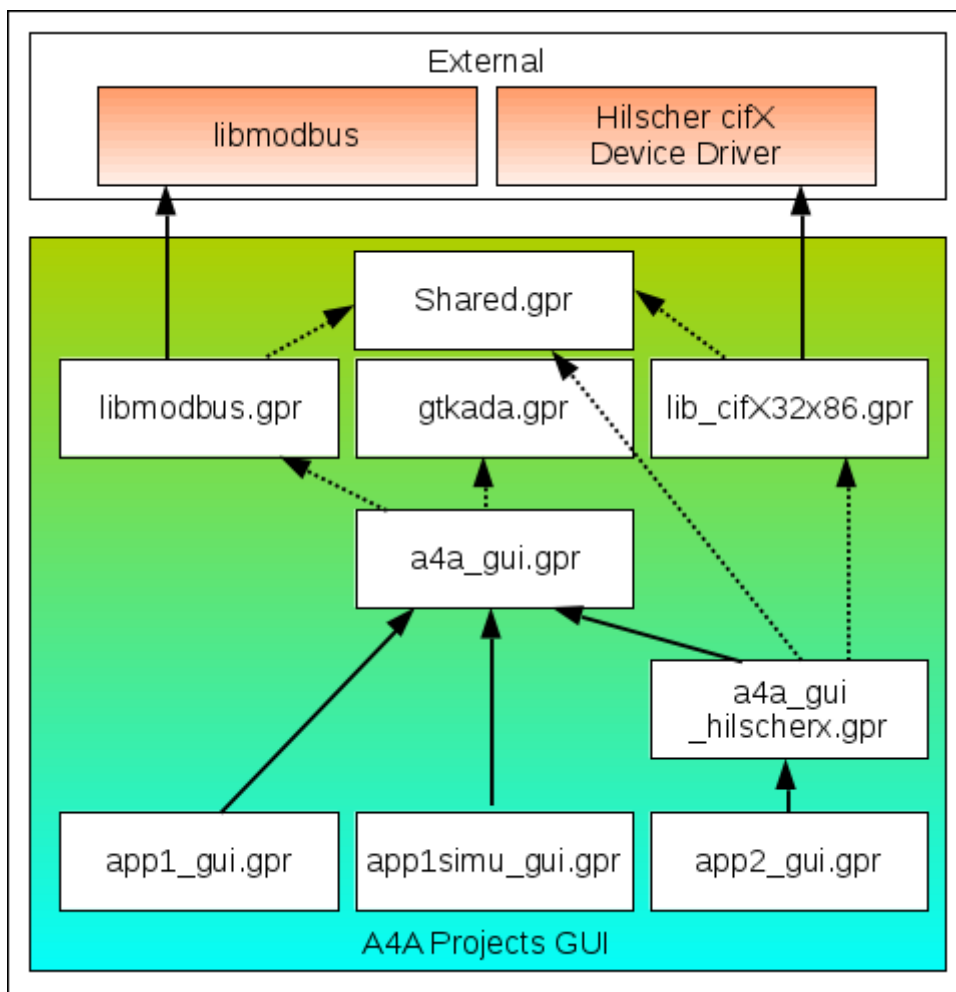 External
libmodbus
Hilscher cifX
Device Driver
Shared.gpr
libmodbus.gpr
gtkada.gpr
lib_cifX32x86.gpr
a4a_gui.gpr
a4a_gui
_hilscherx.gpr
app1_gui.gpr
app1simu_gui.gpr
app2_gui.gpr
A4A Projects GUI